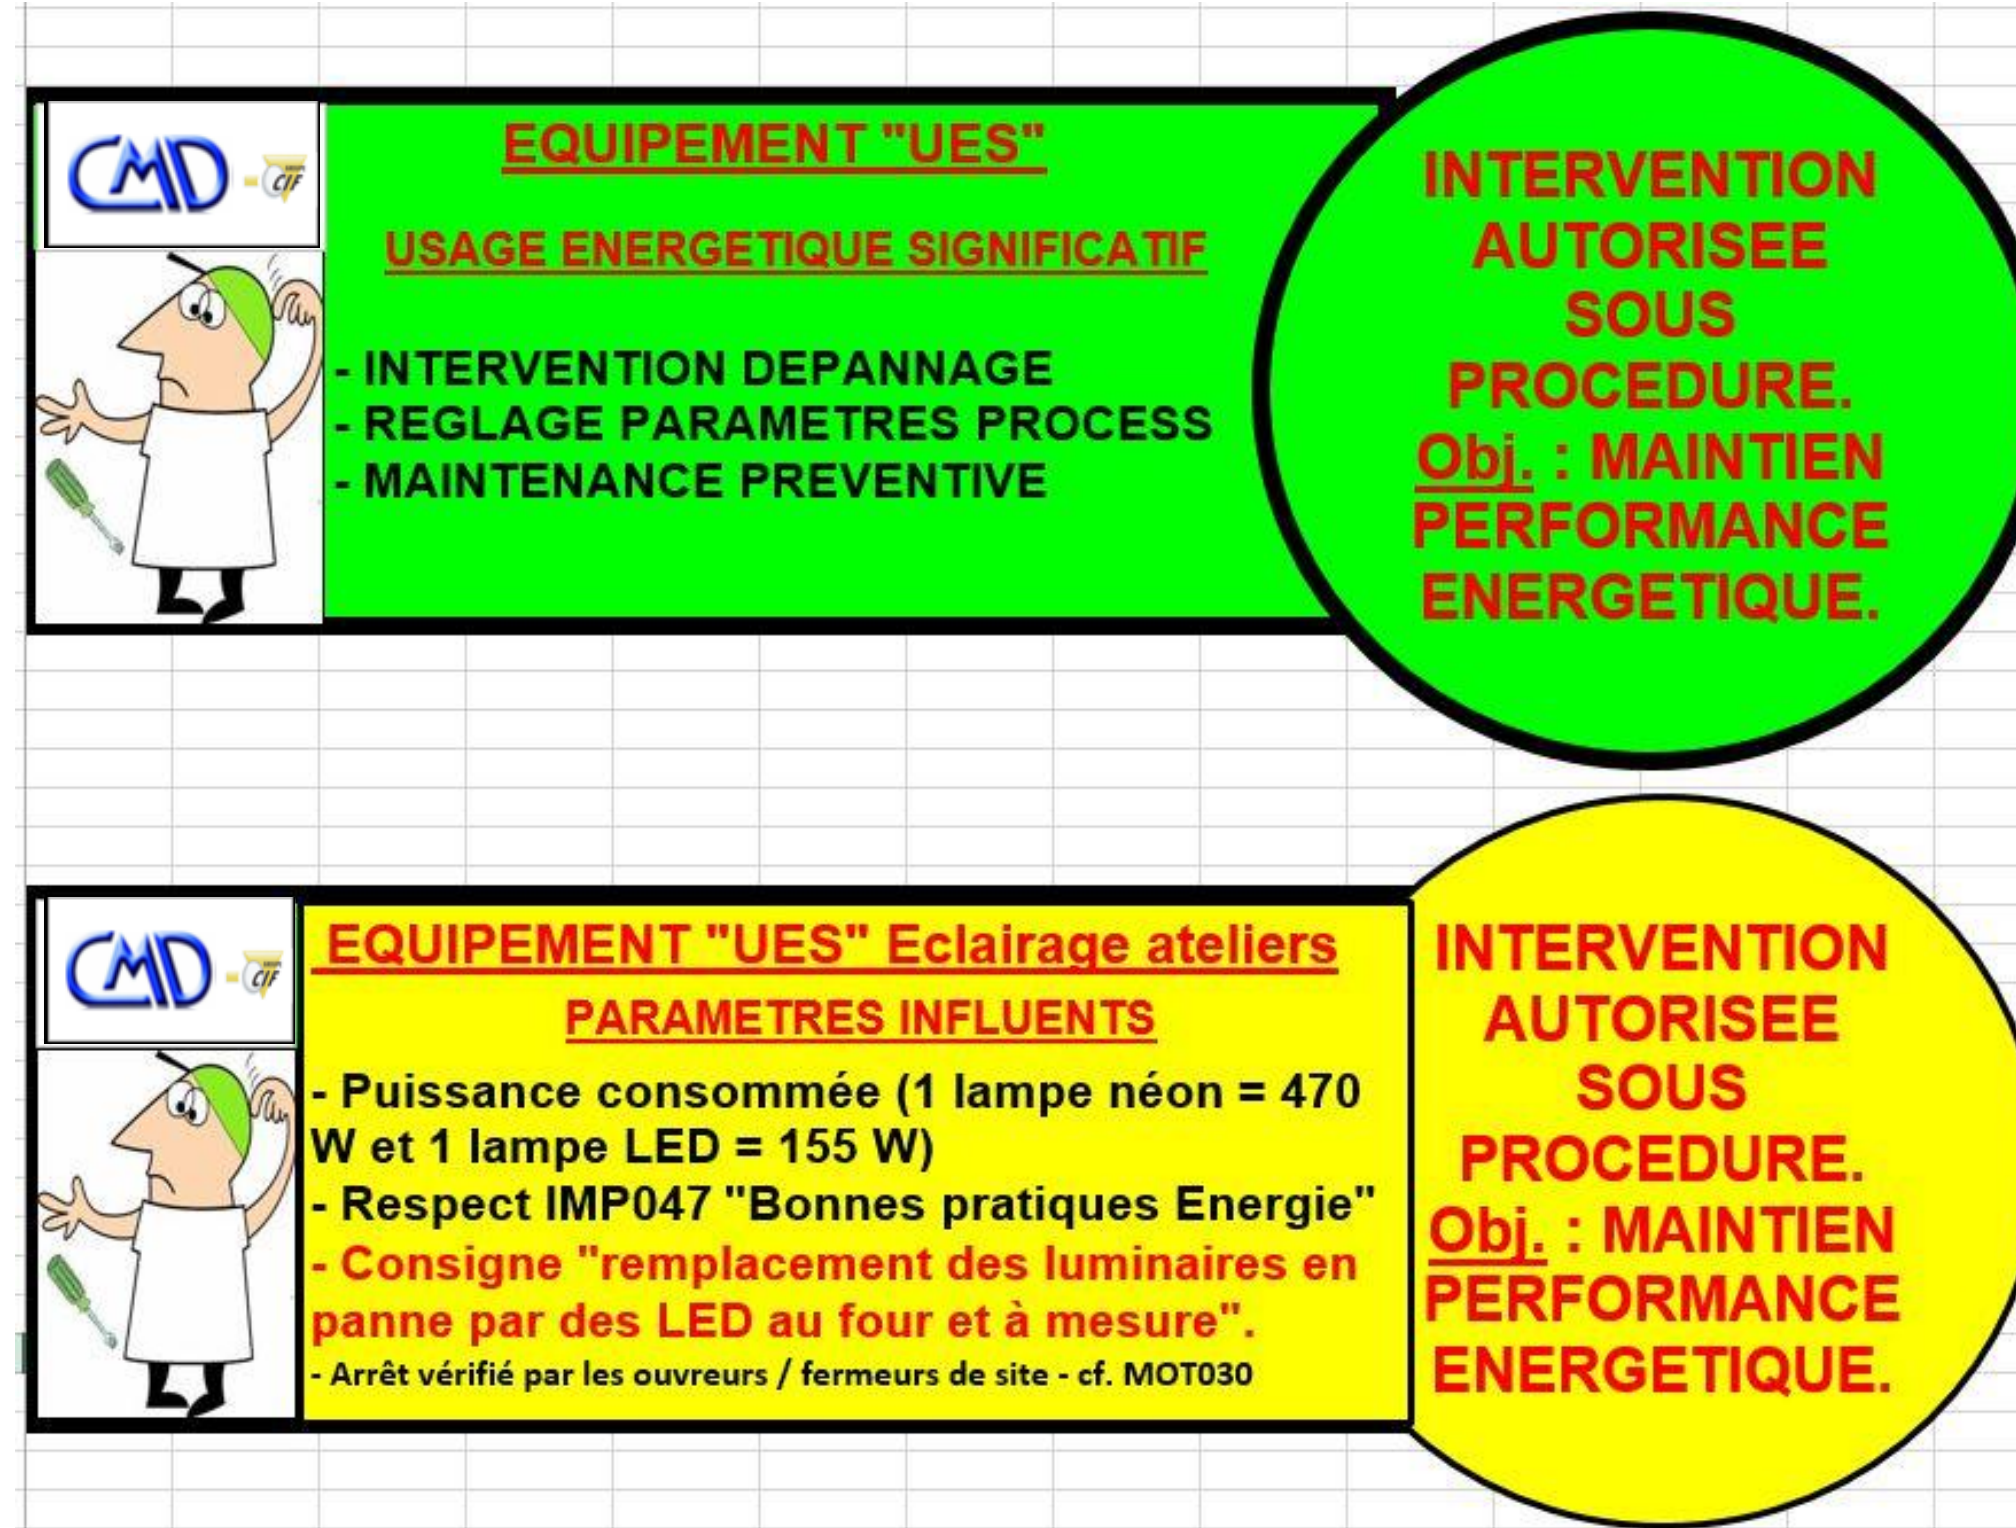 CMD - GROUPE CIF
EQUIPEMENT "UES"
USAGE ENERGETIQUE SIGNIFICATIF
- INTERVENTION DEPANNAGE
- REGLAGE PARAMETRES PROCESS
- MAINTENANCE PREVENTIVE
INTERVENTION
AUTORISEE
SOUS
PROCEDURE.
Obj. : MAINTIEN
PERFORMANCE
ENERGETIQUE.
CMD - GROUPE CIF
EQUIPEMENT "UES" Eclairage ateliers
PARAMETRES INFLUENTS
- Puissance consommée (1 lampe néon = 470
W et 1 lampe LED = 155 W)
- Respect IMP047 "Bonnes pratiques Energie"
- Consigne "remplacement des luminaires en
panne par des LED au four et à mesure".
- Arrêt vérifié par les ouvreurs / fermeurs de site - cf. MOT030
INTERVENTION
AUTORISEE
SOUS
PROCEDURE.
Obj. : MAINTIEN
PERFORMANCE
ENERGETIQUE.